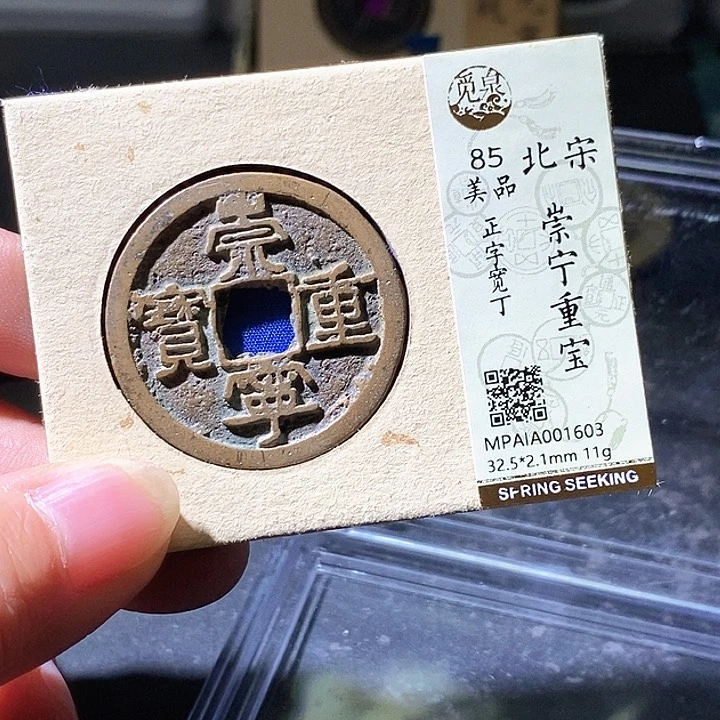 崇
重
寧
寶
觅泉
北宋
崇宁重宝
85
美品
正字宽丁
MPAIA001603
32.5*2.1mm 11g
SPRING SEEKING